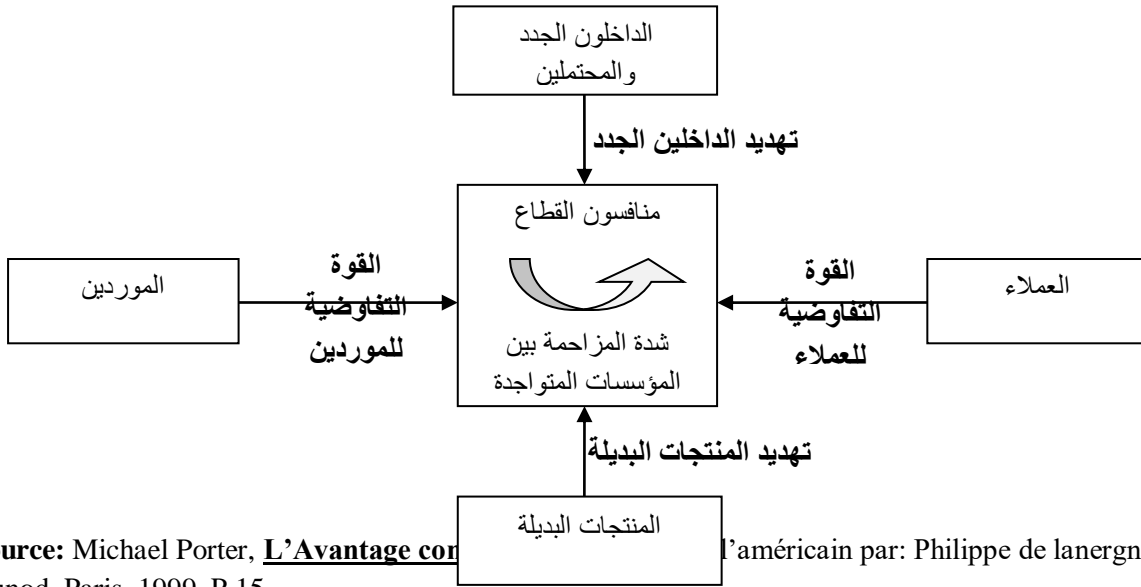 الداخلون الجدد
والمحتملين
تهديد الداخلين الجدد
منافسون القطاع
القوة
التفاوضية
للعملاء
العملاء
القوة
التفاوضية
للموردين
الموردين
شدة المزاحمة بين
المؤسسات المتواجدة
تهديد المنتجات البديلة
المنتجات البديلة
urce: Michael Porter, L'Avantage con l'américain par: Philippe de lanergn
Paris, 1999, P 15